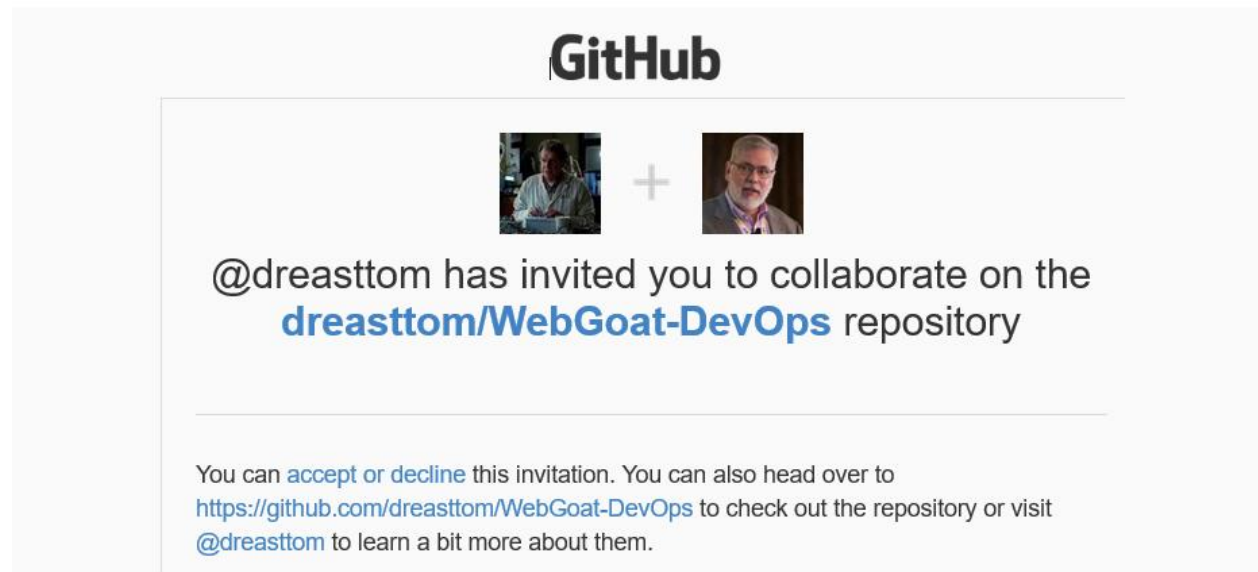 GitHub
@dreasttom has invited you to collaborate on the
dreasttom/WebGoat-DevOps repository
You can accept or decline this invitation. You can also head over to
https://github.com/dreasttom/WebGoat-DevOps to check out the repository or visit
@dreasttom to learn a bit more about them.